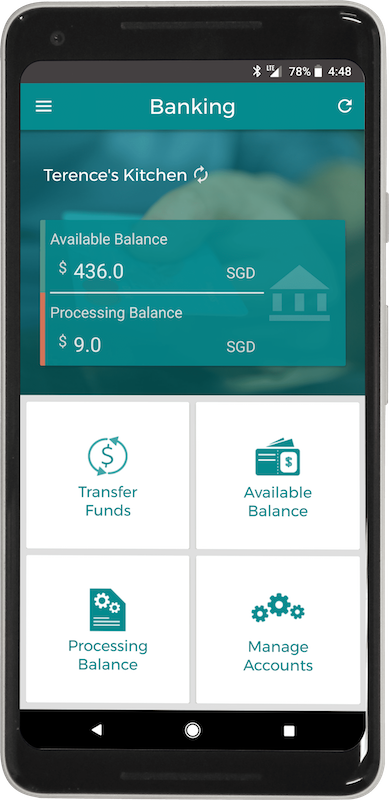 LTE 78% 4:48
Banking
Terence's Kitchen
Available Balance
$ 436.0 SGD
Processing Balance
$ 9.0 SGD
$ $
Transfer Available
Funds Balance
Processing Manage
Balance Accounts